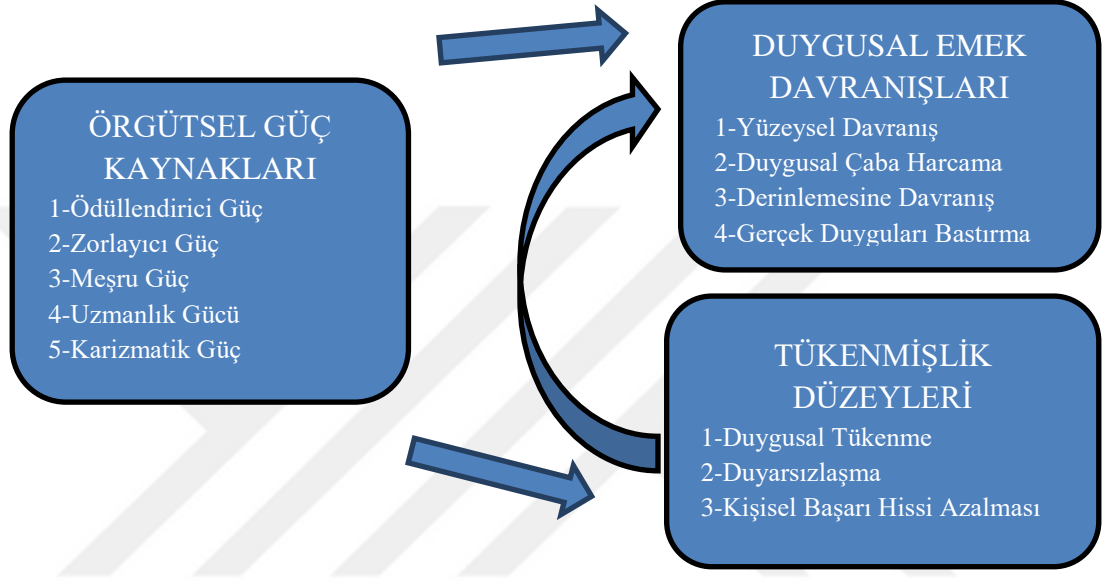 ÖRGÜTSEL GÜÇ
KAYNAKLARI
1-Ödüllendirici Güç
2-Zorlayıcı Güç
3-Meşru Güç
4-Uzmanlık Gücü
5-Karizmatik Güç
DUYGUSAL EMEK
DAVRANIŞLARI
1-Yüzeysel Davranış
2-Duygusal Çaba Harcama
3-Derinlemesine Davranış
4-Gerçek Duyguları Bastırma
TÜKENMİŞLİK
DÜZEYLERİ
1-Duygusal Tükenme
2-Duyarsızlaşma
3-Kişisel Başarı Hissi Azalması